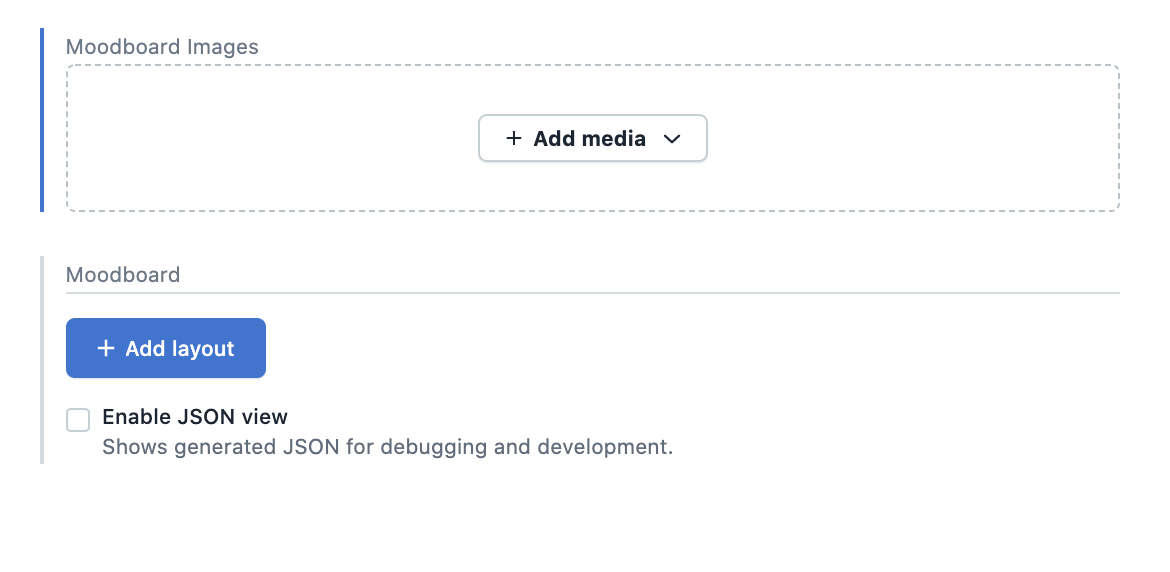 Moodboard Images
+ Add media
Moodboard
+ Add layout
Enable JSON view
Shows generated JSON for debugging and development.